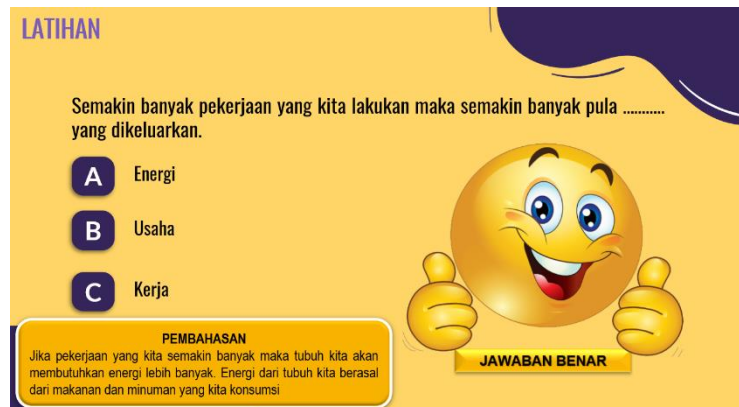 LATIHAN
Semakin banyak pekerjaan yang kita lakukan maka semakin banyak pula ...........
yang dikeluarkan.
A Energi
B Usaha
C Kerja
PEMBAHASAN
Jika pekerjaan yang kita semakin banyak maka tubuh kita akan
membutuhkan energi lebih banyak. Energi dari tubuh kita berasal
dari makanan dan minuman yang kita konsumsi
JAWABAN BENAR